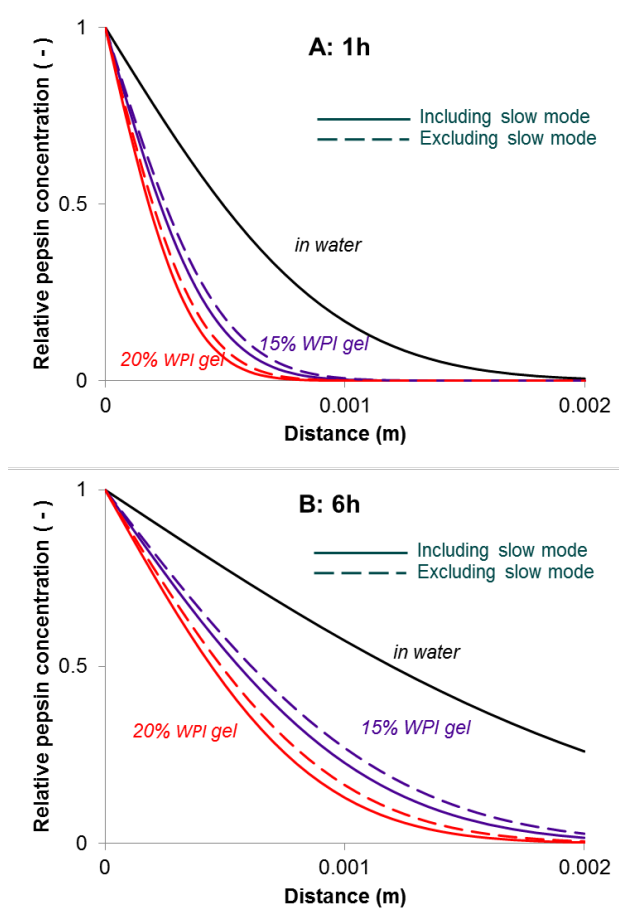 A: 1h
Relative pepsin concentration ( - )
1
0.5
0
Including slow mode
Excluding slow mode
in water
15% WPI gel
20% WPI gel
0
0.001
0.002
Distance (m)
B: 6h
Relative pepsin concentration ( - )
1
0.5
0
Including slow mode
Excluding slow mode
in water
15% WPI gel
20% WPI gel
0
0.001
0.002
Distance (m)